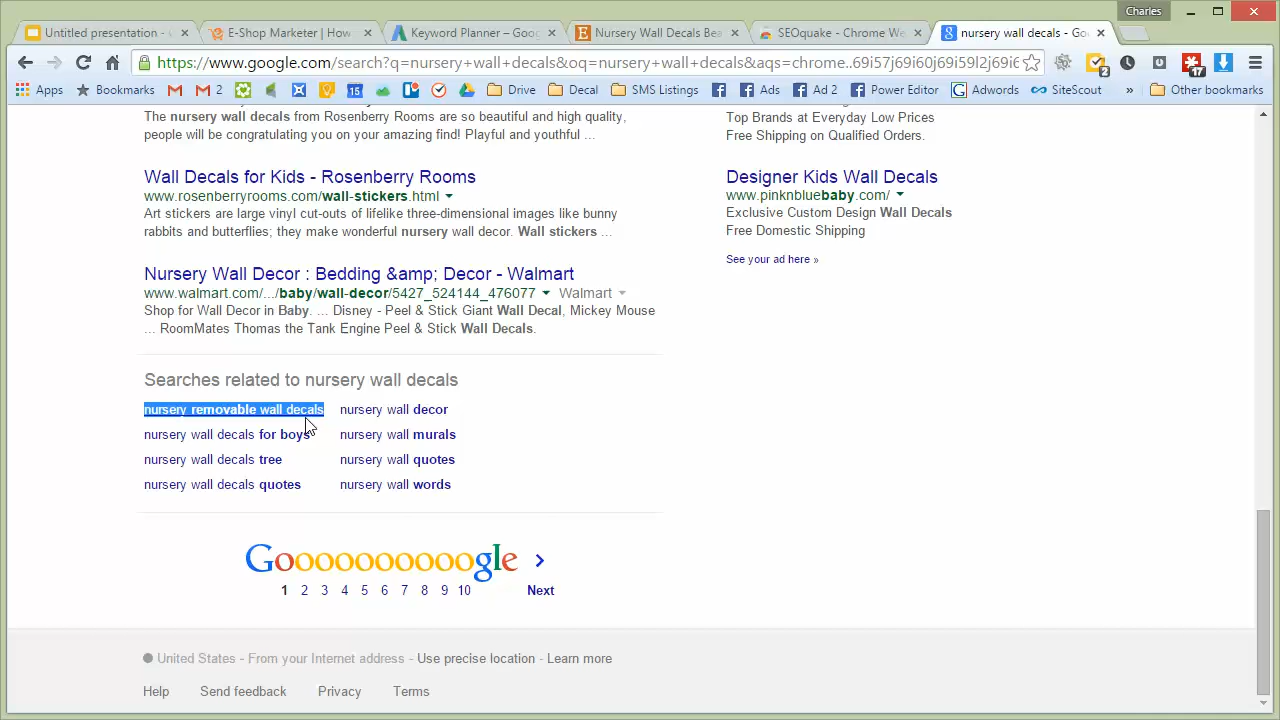 Charles
Untitled presentation -
E-Shop Marketer | How
Keyword Planner – Goo
Nursery Wall Decals Bea
SEOquake - Chrome We
nursery wall decals - Go
https://www.google.com/search?q=nursery+wall+decals&oq=nursery+wall+decals&aqs=chrome..69i57j69i60j69i59l2j69i6
2
17
Apps
Bookmarks
M 2
15
Drive
Decal
SMS Listings
Ads
Ad 2
Power Editor
Adwords
SiteScout
»
Other bookmarks
The nursery wall decals from Rosenberry Rooms are so beautiful and high quality,
people will be congratulating you on your amazing find! Playful and youthful ...
Wall Decals for Kids - Rosenberry Rooms
www.rosenberryrooms.com/wall-stickers.html
Art stickers are large vinyl cut-outs of lifelike three-dimensional images like bunny
rabbits and butterflies; they make wonderful nursery wall decor. Wall stickers ...
Nursery Wall Decor : Bedding &amp; Decor - Walmart
www.walmart.com/.../baby/wall-decor/5427_524144_476077 Walmart
Shop for Wall Decor in Baby. ... Disney - Peel & Stick Giant Wall Decal, Mickey Mouse
... RoomMates Thomas the Tank Engine Peel & Stick Wall Decals.
Top Brands at Everyday Low Prices
Free Shipping on Qualified Orders.
Designer Kids Wall Decals
www.pinknbluebaby.com/
Exclusive Custom Design Wall Decals
Free Domestic Shipping
See your ad here »
Searches related to nursery wall decals
nursery removable wall decals
nursery wall decor
nursery wall decals for boys
nursery wall murals
nursery wall decals tree
nursery wall quotes
nursery wall decals quotes
nursery wall words
Goooooooooogle
1 2 3 4 5 6 7 8 9 10 Next
United States - From your Internet address - Use precise location - Learn more
Help Send feedback Privacy Terms